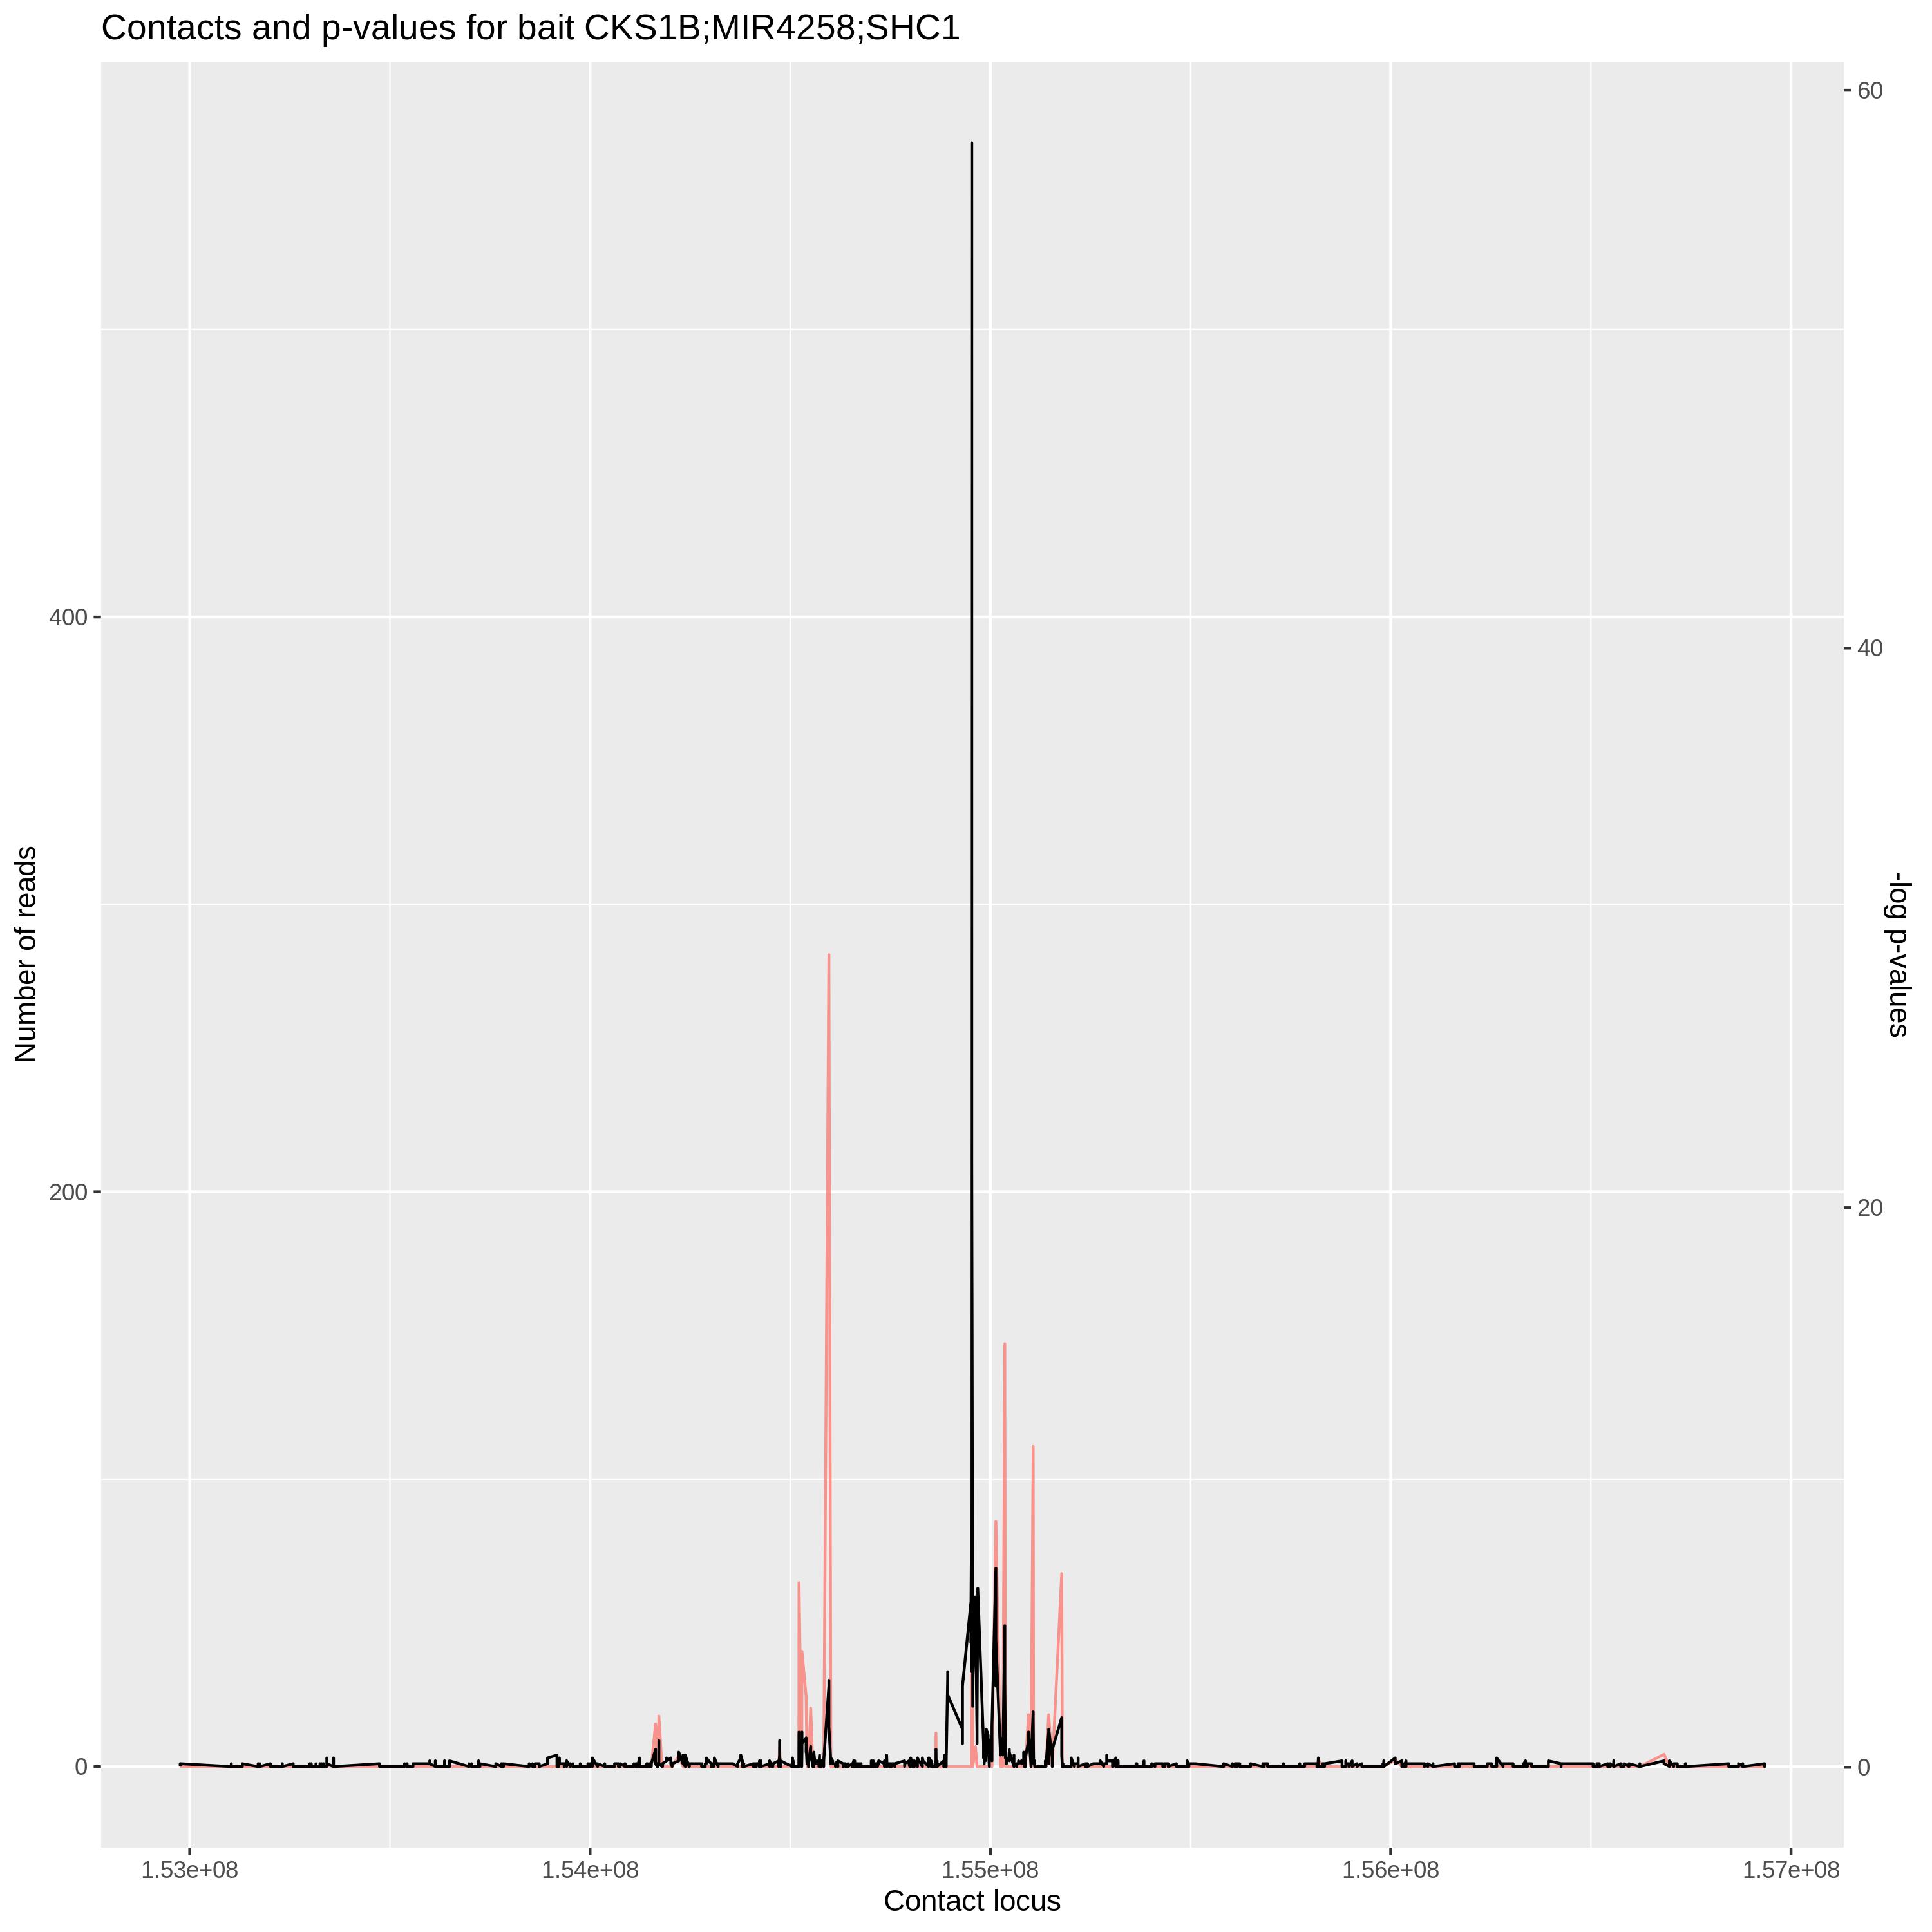 Contacts and p-values for bait CKS1B;MIR4258;SHC1
60
400
40
Number of reads
-log p-values
200
20
0
0
1.53e+08
1.54e+08
1.55e+08
1.56e+08
1.57e+08
Contact locus